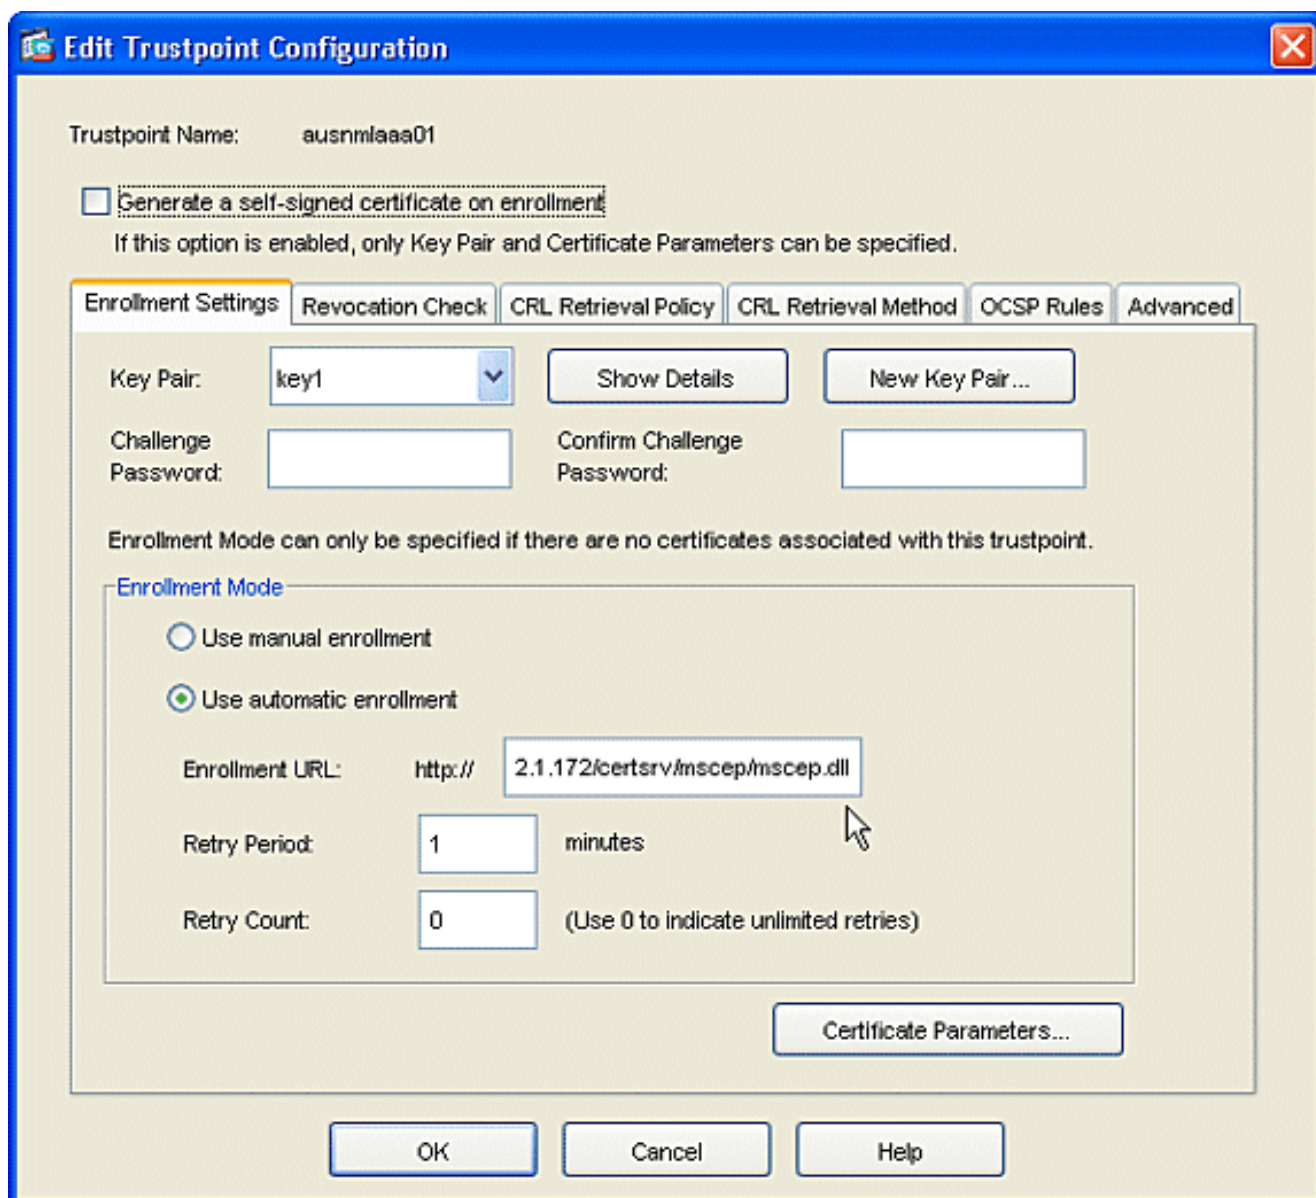 Edit Trustpoint Configuration
Trustpoint Name: ausnmlaaa01
Generate a self-signed certificate on enrollment
If this option is enabled, only Key Pair and Certificate Parameters can be specified.
Enrollment Settings Revocation Check CRL Retrieval Policy CRL Retrieval Method OCSP Rules Advanced
Key Pair: key1 Show Details New Key Pair...
Challenge Password: Confirm Challenge Password:
Enrollment Mode can only be specified if there are no certificates associated with this trustpoint.
Enrollment Mode
Use manual enrollment
Use automatic enrollment
Enrollment URL: http:// 2.1.172/certsrv/mscep/mscep.dll
Retry Period: 1 minutes
Retry Count: 0 (Use 0 to indicate unlimited retries)
Certificate Parameters...
OK Cancel Help